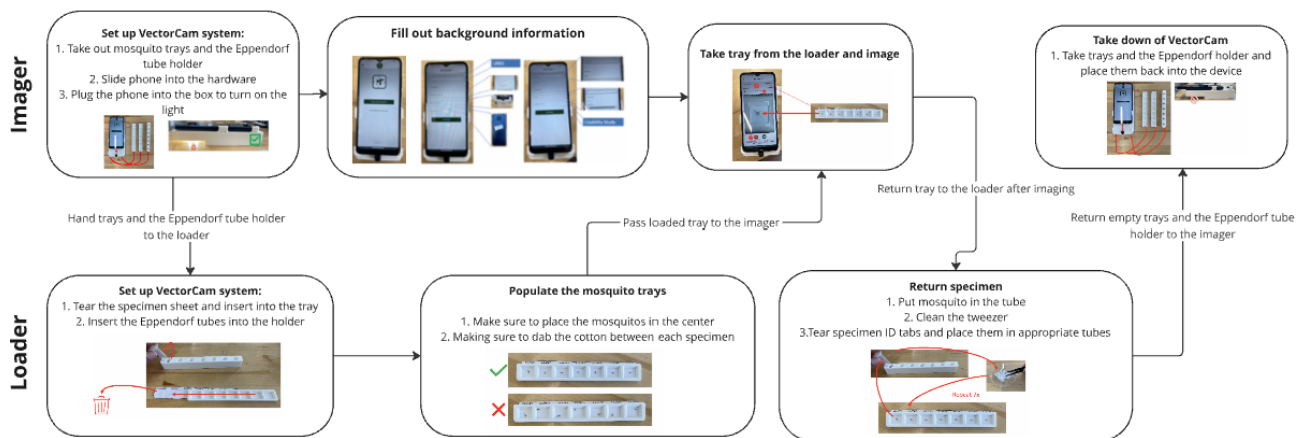 Imager
Set up VectorCam system:
1. Take out mosquito trays and the Eppendorf
tube holder
2. Slide phone into the hardware
3. Plug the phone into the box to turn on the
light
Fill out background information
Usability Study
Take tray from the loader and image
Take down of VectorCam
1. Take trays and the Eppendorf holder and
place them back into the device
Hand trays and the Eppendorf tube holder
to the loader
Pass loaded tray to the imager
Return tray to the loader after imaging
Return empty trays and the Eppendorf tube
holder to the imager
Loader
Set up VectorCam system:
1. Tear the specimen sheet and insert into the tray
2. Insert the Eppendorf tubes into the holder
Populate the mosquito trays
1. Make sure to place the mosquitos in the center
2. Making sure to dab the cotton between each specimen
Return specimen
1. Put mosquito in the tube
2. Clean the tweezer
3.Tear specimen ID tabs and place them in appropriate tubes
Repeat 7x